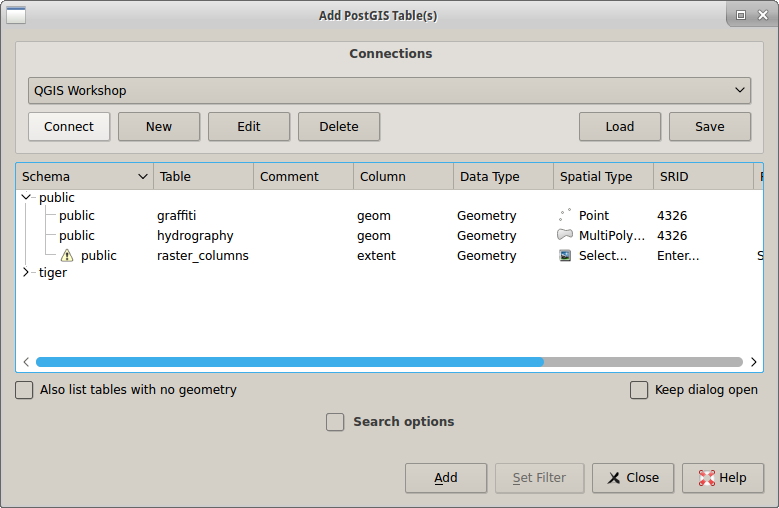 Add PostGIS Table(s)
Connections
QGIS Workshop
Connect New Edit Delete Load Save
Schema Table Comment Column Data Type Spatial Type SRID
public
public graffiti geom Geometry Point 4326
public hydrography geom Geometry MultiPoly... 4326
public raster_columns extent Geometry Select... Enter...
tiger
Also list tables with no geometry Keep dialog open
Search options
Add Set Filter Close Help